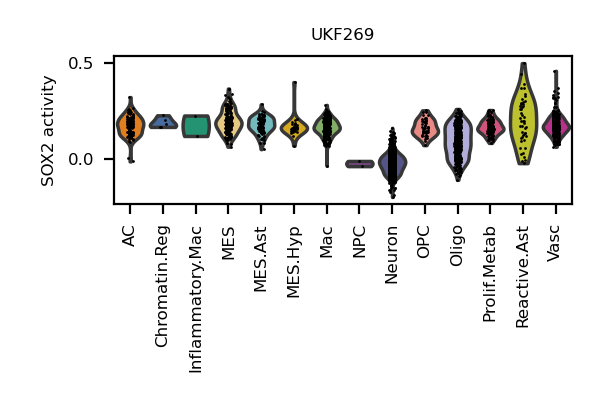 UKF269
SOX2 activity
0.5
0.0
AC
Chromatin.Reg
Inflammatory.Mac
MES
MES.Ast
MES.Hyp
Mac
NPC
Neuron
OPC
Oligo
Prolif.Metab
Reactive.Ast
Vasc